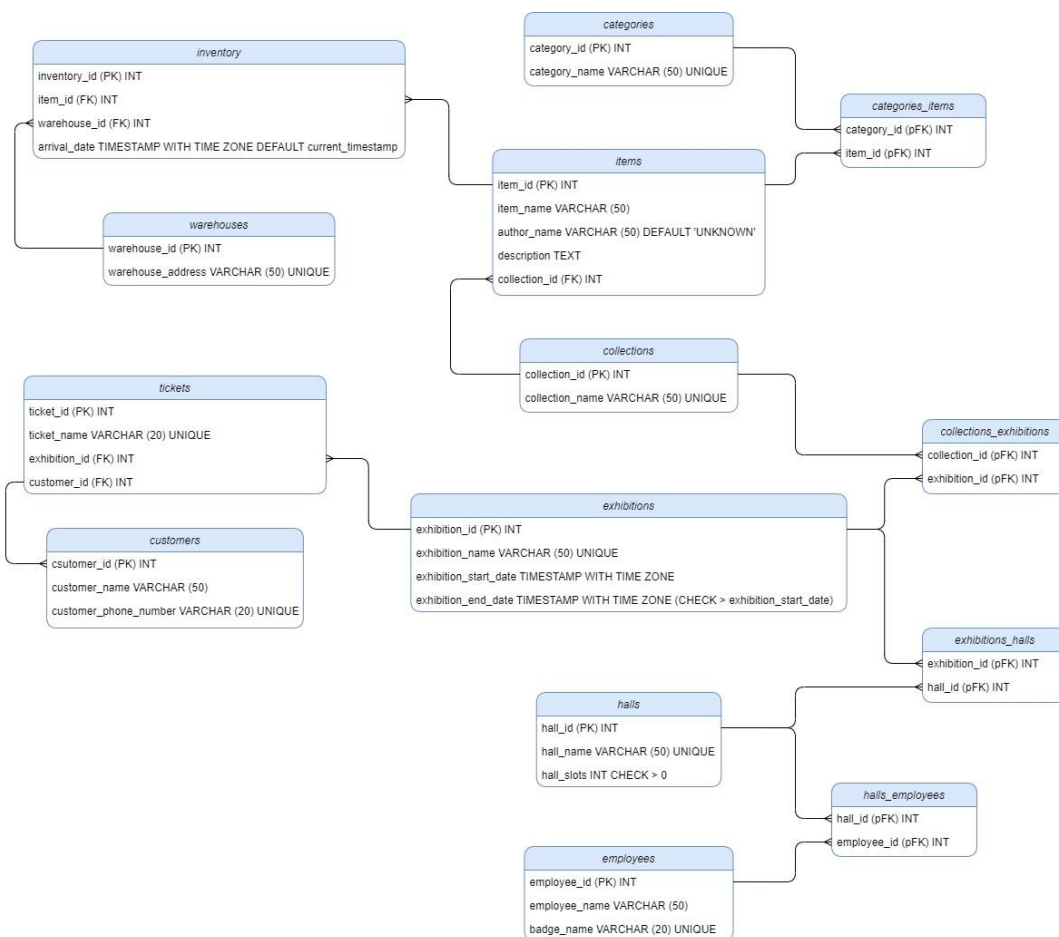 categories
category_id (PK) INT
category_name VARCHAR (50) UNIQUE
inventory
inventory_id (PK) INT
item_id (FK) INT
warehouse_id (FK) INT
arrival_date TIMESTAMP WITH TIME ZONE DEFAULT current_timestamp
categories_items
category_id (pFK) INT
item_id (pFK) INT
items
item_id (PK) INT
item_name VARCHAR (50)
author_name VARCHAR (50) DEFAULT 'UNKNOWN'
description TEXT
collection_id (FK) INT
warehouses
warehouse_id (PK) INT
warehouse_address VARCHAR (50) UNIQUE
collections
collection_id (PK) INT
collection_name VARCHAR (50) UNIQUE
tickets
ticket_id (PK) INT
ticket_name VARCHAR (20) UNIQUE
exhibition_id (FK) INT
customer_id (FK) INT
collections_exhibitions
collection_id (pFK) INT
exhibition_id (pFK) INT
exhibitions
exhibition_id (PK) INT
exhibition_name VARCHAR (50) UNIQUE
exhibition_start_date TIMESTAMP WITH TIME ZONE
exhibition_end_date TIMESTAMP WITH TIME ZONE (CHECK > exhibition_start_date)
customers
csutomer_id (PK) INT
customer_name VARCHAR (50)
customer_phone_number VARCHAR (20) UNIQUE
exhibitions_halls
exhibition_id (pFK) INT
hall_id (pFK) INT
halls
hall_id (PK) INT
hall_name VARCHAR (50) UNIQUE
hall_slots INT CHECK > 0
halls_employees
hall_id (pFK) INT
employee_id (pFK) INT
employees
employee_id (PK) INT
employee_name VARCHAR (50)
badge_name VARCHAR (20) UNIQUE